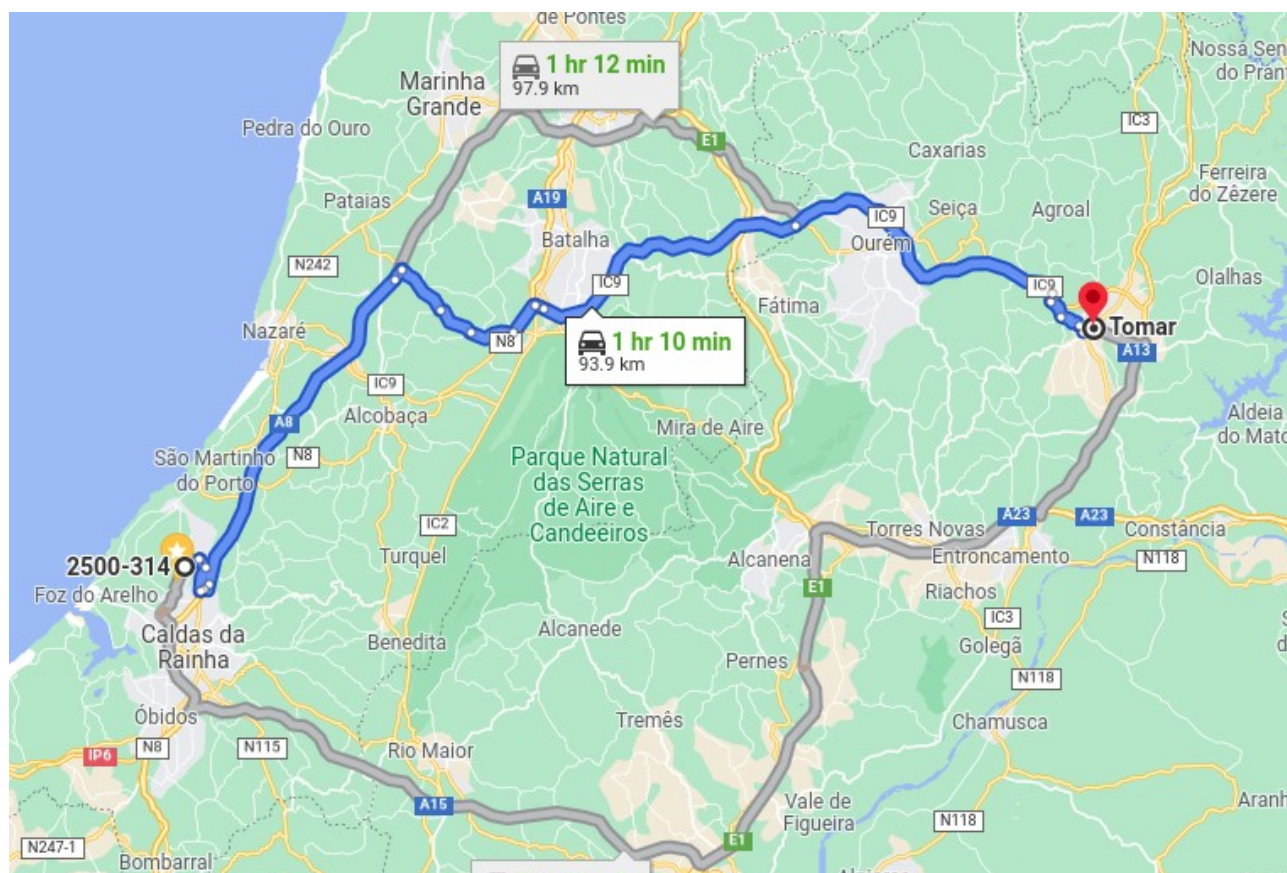 de Pontes
Nossa Sen
do Pran
1 hr 12 min
97.9 km
Marinha
Grande
IC3
Pedra do Ouro
E1
Caxarias
Ferreira
do Zêzere
A19
Pataias
IC9
Seiça
Agroal
Batalha
Ourém
N242
IC9
IC9
Olalhas
Nazaré
Fátima
N8
1 hr 10 min
93.9 km
Tomar
A13
IC9
Alcobaça
A8
Mira de Aire
Aldeia
do Mato
São Martinho
do Porto
N8
Parque Natural
das Serras
de Aire e
Candeeiros
IC2
A23
A23
Torres Novas
Constância
Turquel
Alcanena
Entroncamento
N118
2500-314
Foz do Arelho
E1
Riachos
IC3
Caldas da
Rainha
Benedita
Alcanede
Golegã
Pernes
N118
Óbidos
Tremês
Chamusca
IP6
N8
N115
Rio Maior
A15
Vale de
Figueira
N118
Aranh
N247-1
E1
Bombarral